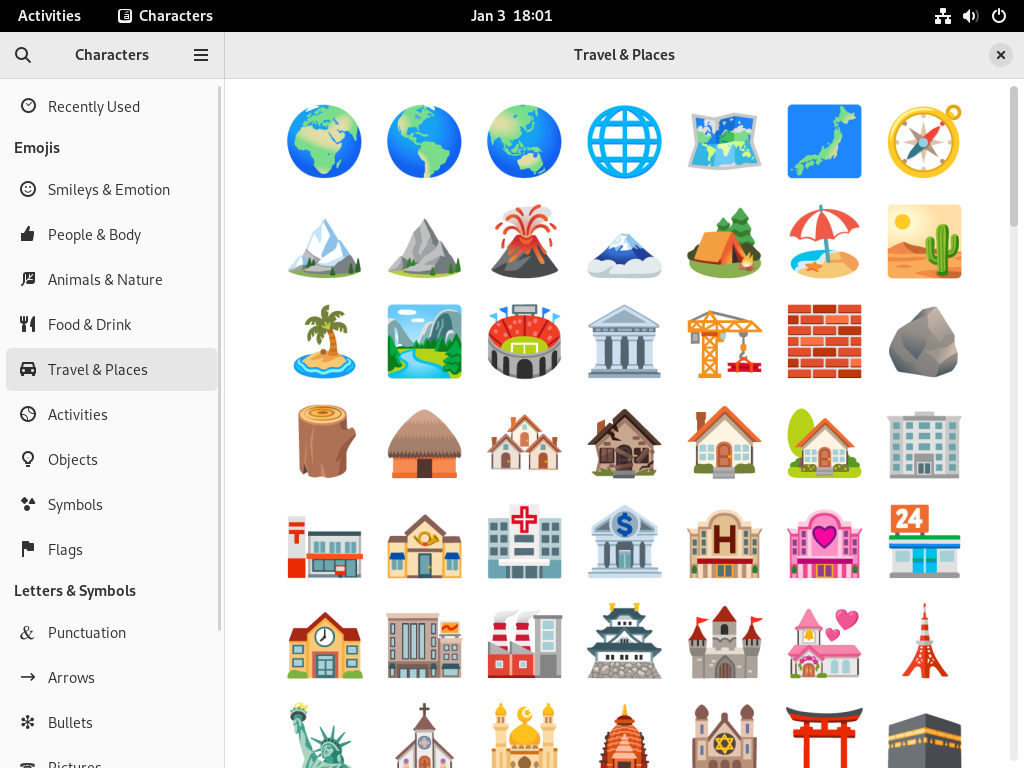 Activities
Characters
Jan 3 18:01
Characters
Travel & Places
Recently Used
Emojis
Smileys & Emotion
People & Body
Animals & Nature
Food & Drink
Travel & Places
Activities
Objects
Symbols
Flags
Letters & Symbols
Punctuation
Arrows
Bullets
Pictures
$
H
24